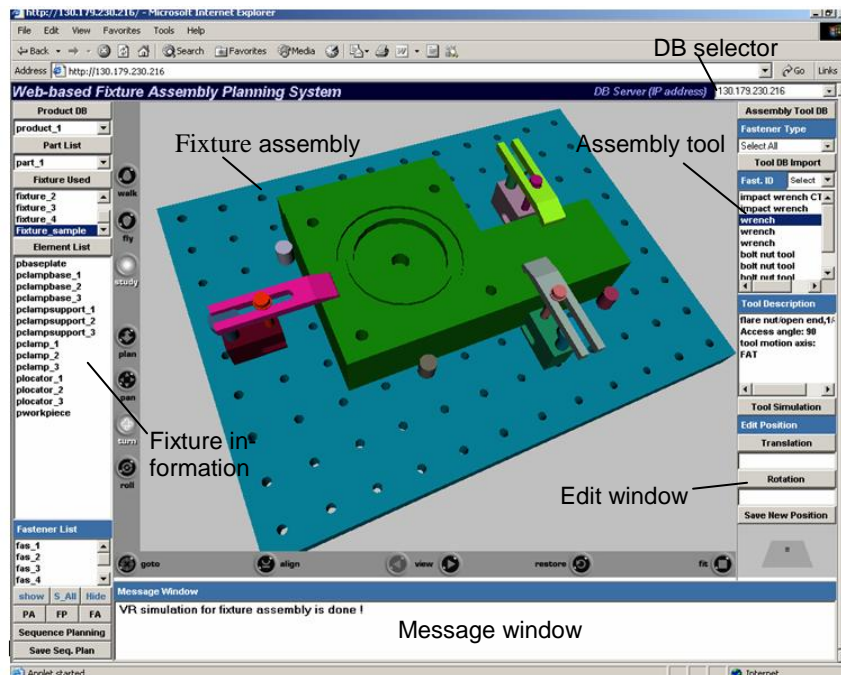 http://130.179.230.216/ - Microsoft Internet Explorer
File Edit View Favorites Tools Help
Back Search Favorites Media
Address http://130.179.230.216 Go Links
DB selector
Web-based Fixture Assembly Planning System DB Server (IP address) 130.179.230.216
Product DB
product_1
Part List
part_1
Fixture Used
fixture_2
fixture_3
fixture_4
Fixture_sample
Element List
pbaseplate
pclampbase_1
pclampbase_2
pclampbase_3
pclampsupport_1
pclampsupport_2
pclampsupport_3
pclamp_1
pclamp_2
pclamp_3
plocator_1
plocator_2
plocator_3
pworkpiece
Fastener List
fas_1
fas_2
fas_3
fas_4
show S_All Hide
PA FP FA
Sequence Planning
Save Seq. Plan
walk
fly
study
plan
pan
turn
roll
Fixture assembly
Assembly tool
Fixture in-
formation
Edit window
goto align view restore fit
Message Window
VR simulation for fixture assembly is done !
Message window
Assembly Tool DB
Fastener Type
Select All
Tool DB Import
Fast. ID Select
impact wrench CT
impact wrench
wrench
wrench
wrench
bolt nut tool
bolt nut tool
bolt nut tool
Tool Description
flare nut/open end,1/
Access angle: 90
tool motion axis:
FAT
Tool Simulation
Edit Position
Translation
Rotation
Save New Position
Applet started Internet